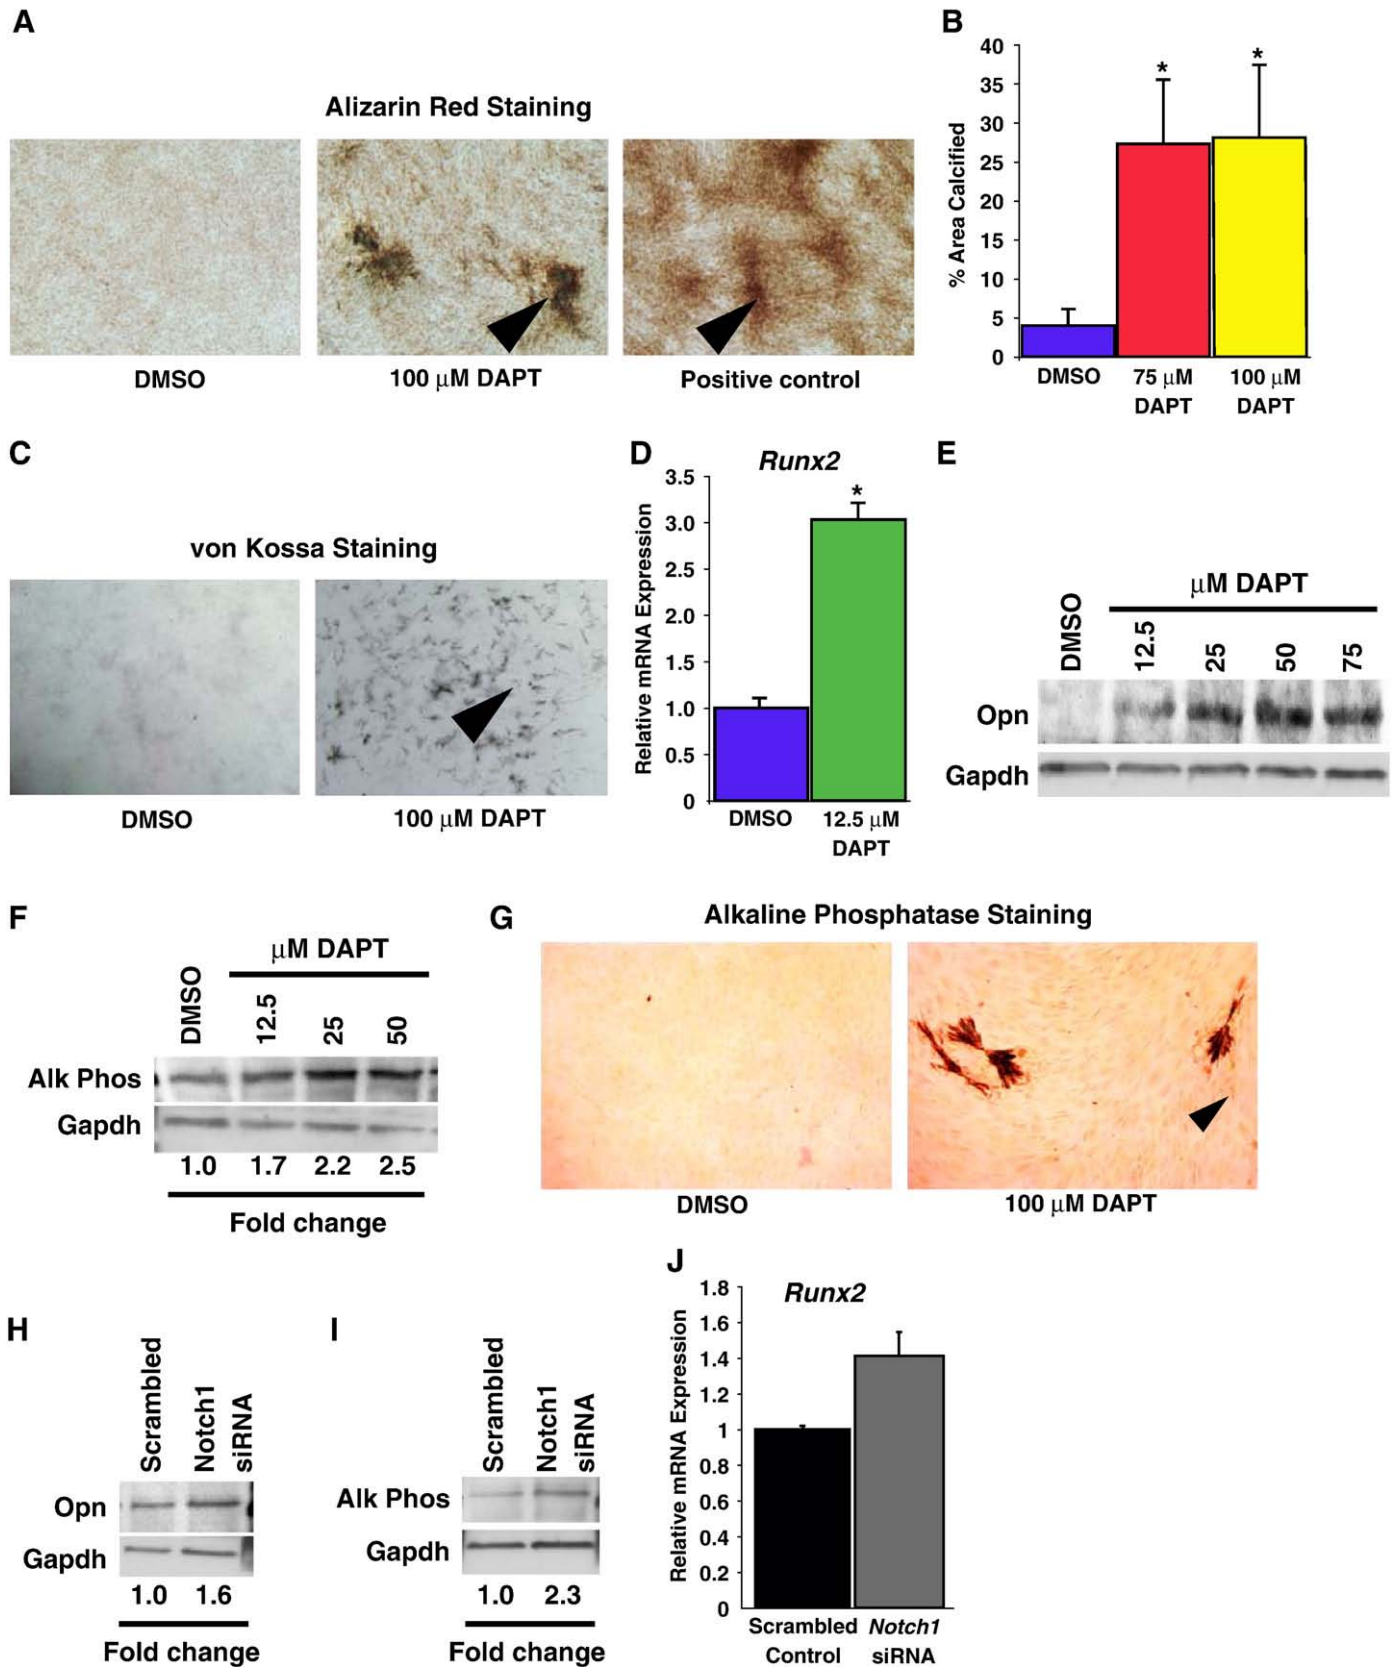 A
Alizarin Red Staining
DMSO
100 μM DAPT
Positive control
B
% Area Calcified
40
35
30
25
20
15
10
5
0
*
*
DMSO
75 μM
DAPT
100 μM
DAPT
C
von Kossa Staining
DMSO
100 μM DAPT
D
Runx2
Relative mRNA Expression
3.5
3.0
2.5
2.0
1.5
1.0
0.5
0
*
DMSO
12.5 μM
DAPT
E
μM DAPT
DMSO
12.5
25
50
75
Opn
Gapdh
F
μM DAPT
DMSO
12.5
25
50
Alk Phos
Gapdh
1.0 1.7 2.2 2.5
Fold change
G
Alkaline Phosphatase Staining
DMSO
100 μM DAPT
H
Scrambled
Notch1
siRNA
Opn
Gapdh
1.0 1.6
Fold change
I
Scrambled
Notch1
siRNA
Alk Phos
Gapdh
1.0 2.3
Fold change
J
Runx2
Relative mRNA Expression
1.8
1.6
1.4
1.2
1
0.8
0.6
0.4
0.2
0
Scrambled
Control
Notch1
siRNA